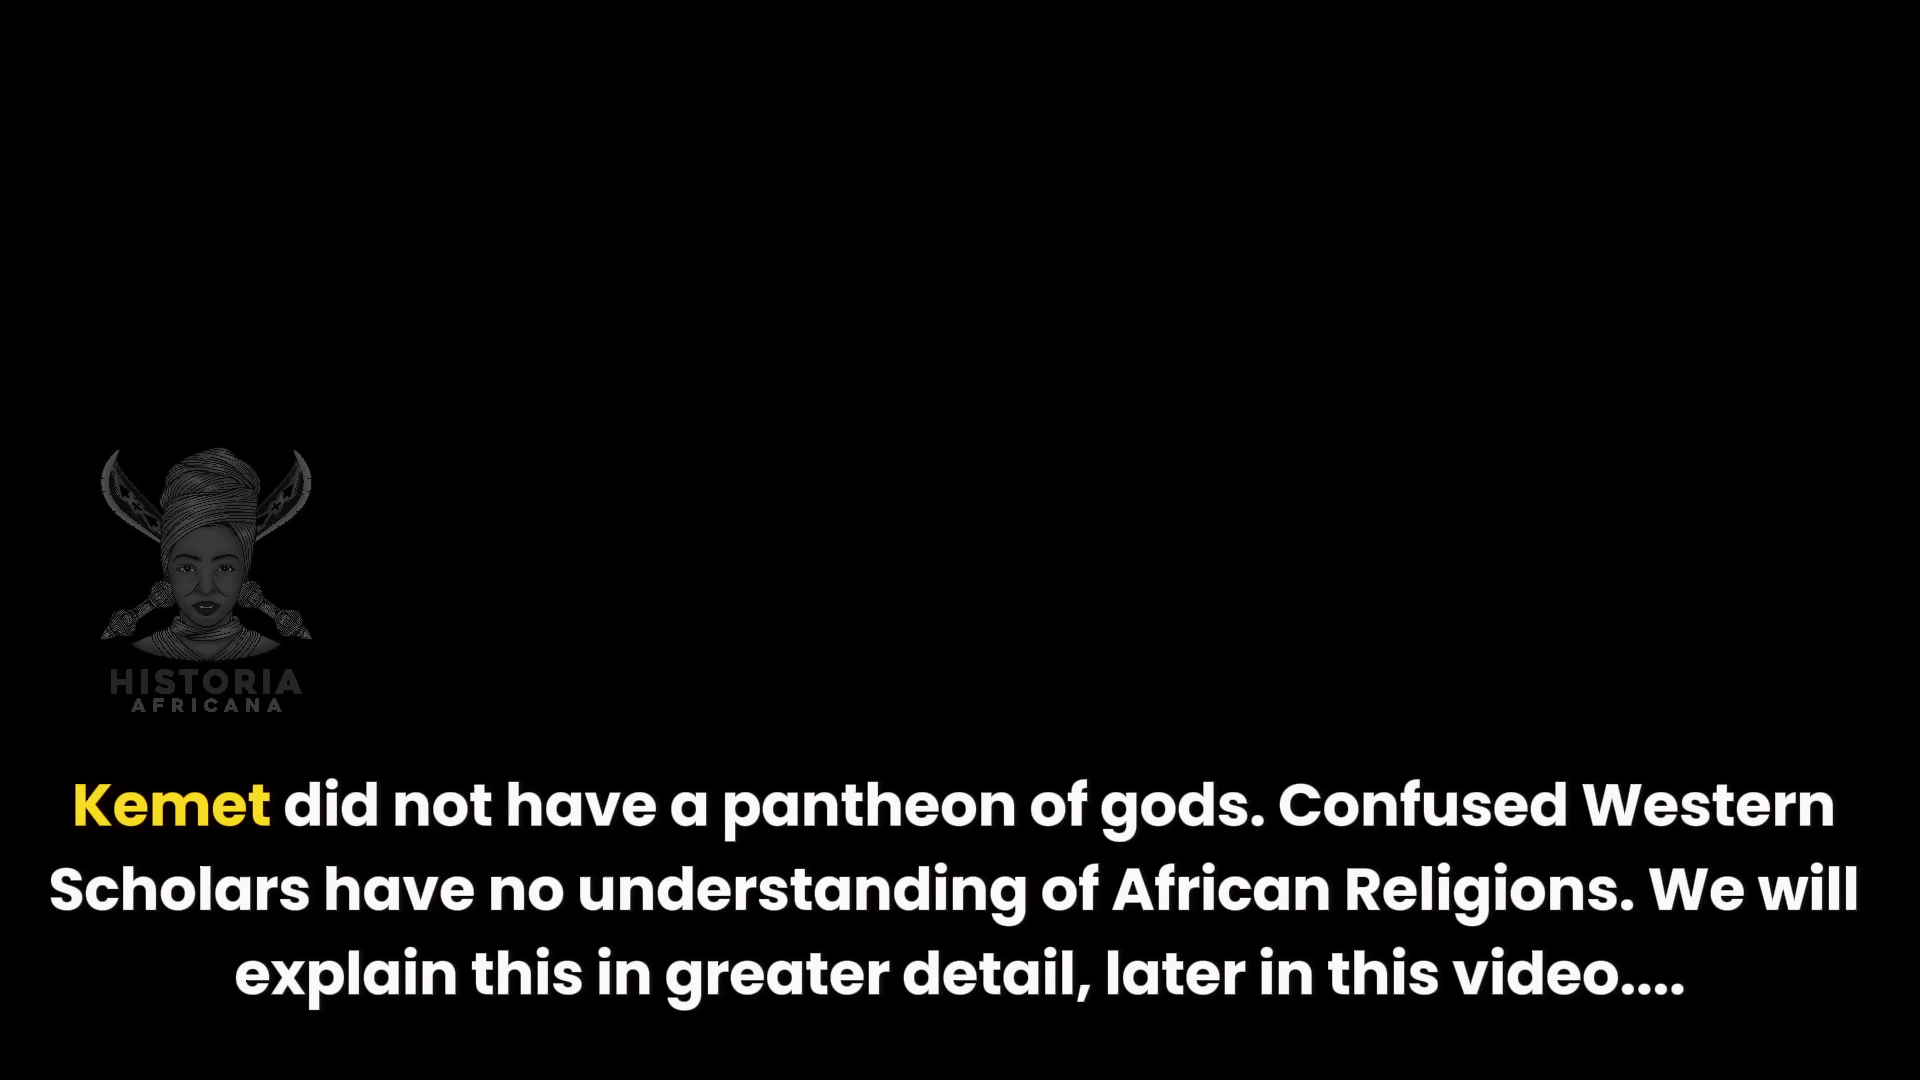 HISTORIA
AFRICANA
Kemet did not have a pantheon of gods. Confused Western
Scholars have no understanding of African Religions. We will
explain this in greater detail, later in this video....